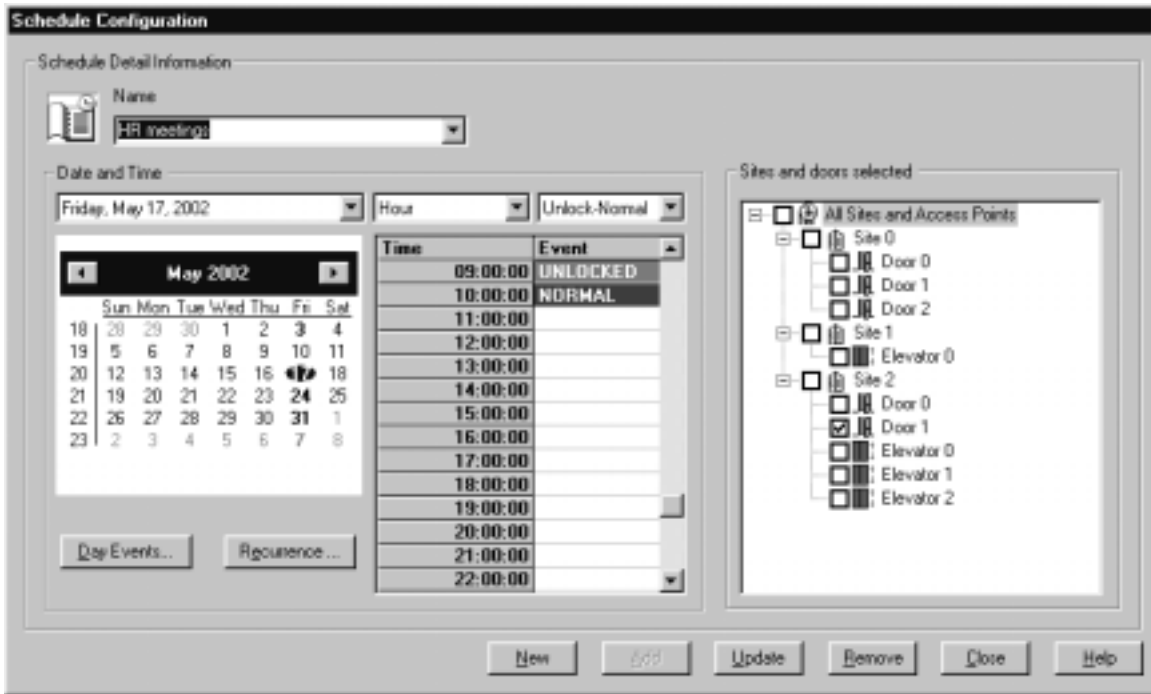 Schedule Configuration
Schedule Detail Information
Name
HR meetings
Date and Time
Friday, May 17, 2002
Hour
Unlock-Normal
May 2002
Sun Mon Tue Wed Thu Fri Sat
18 28 29 30 1 2 3 4
19 5 6 7 8 9 10 11
20 12 13 14 15 16 17 18
21 19 20 21 22 23 24 25
22 26 27 28 29 30 31 1
23 2 3 4 5 6 7 8
Day Events...
Recurrence ...
Time Event
09:00:00 UNLOCKED
10:00:00 NORMAL
11:00:00
12:00:00
13:00:00
14:00:00
15:00:00
16:00:00
17:00:00
18:00:00
19:00:00
20:00:00
21:00:00
22:00:00
Sites and doors selected
All Sites and Access Points
Site 0
Door 0
Door 1
Door 2
Site 1
Elevator 0
Site 2
Door 0
Door 1
Elevator 0
Elevator 1
Elevator 2
New
Add
Update
Remove
Close
Help